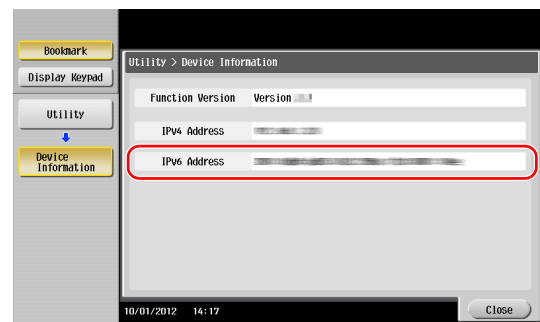 Bookmark
Display Keypad
Utility
Device
Information
Utility > Device Information
Function Version Version
IPv4 Address
IPv6 Address
10/01/2012 14:17
Close